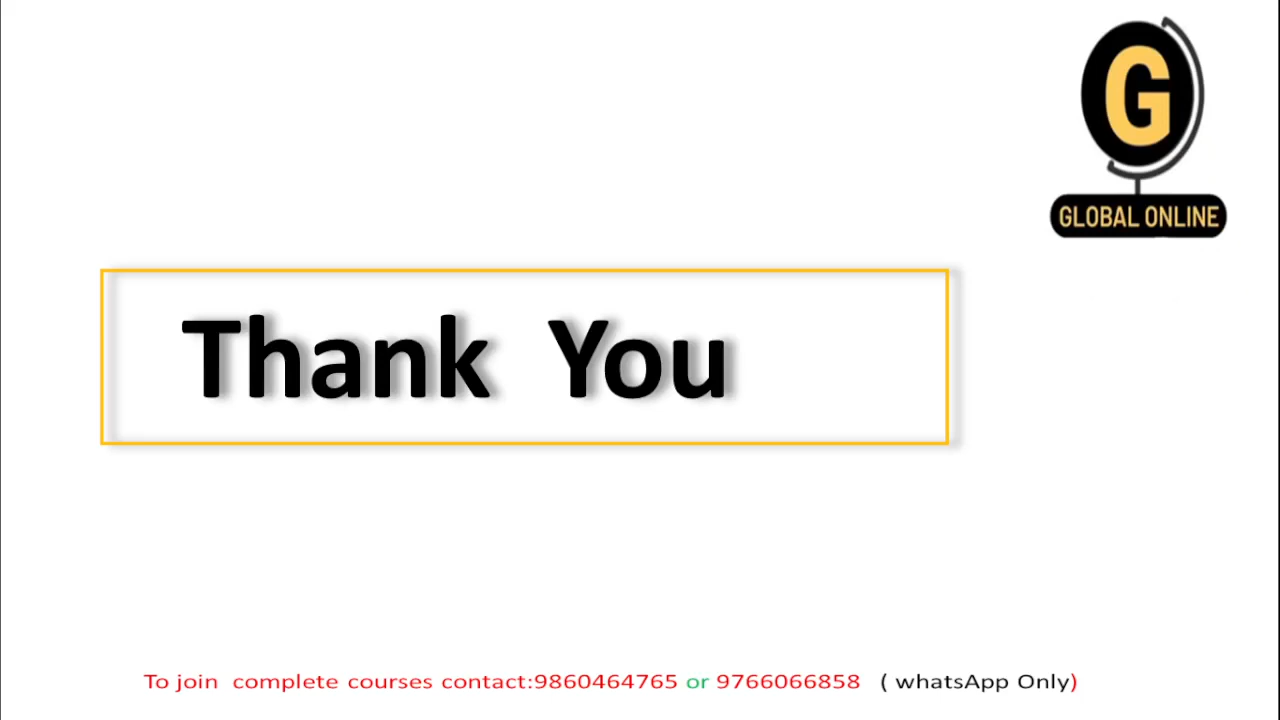 G
GLOBAL ONLINE
Thank You
To join complete courses contact:9860464765 or 9766066858 ( whatsApp Only)